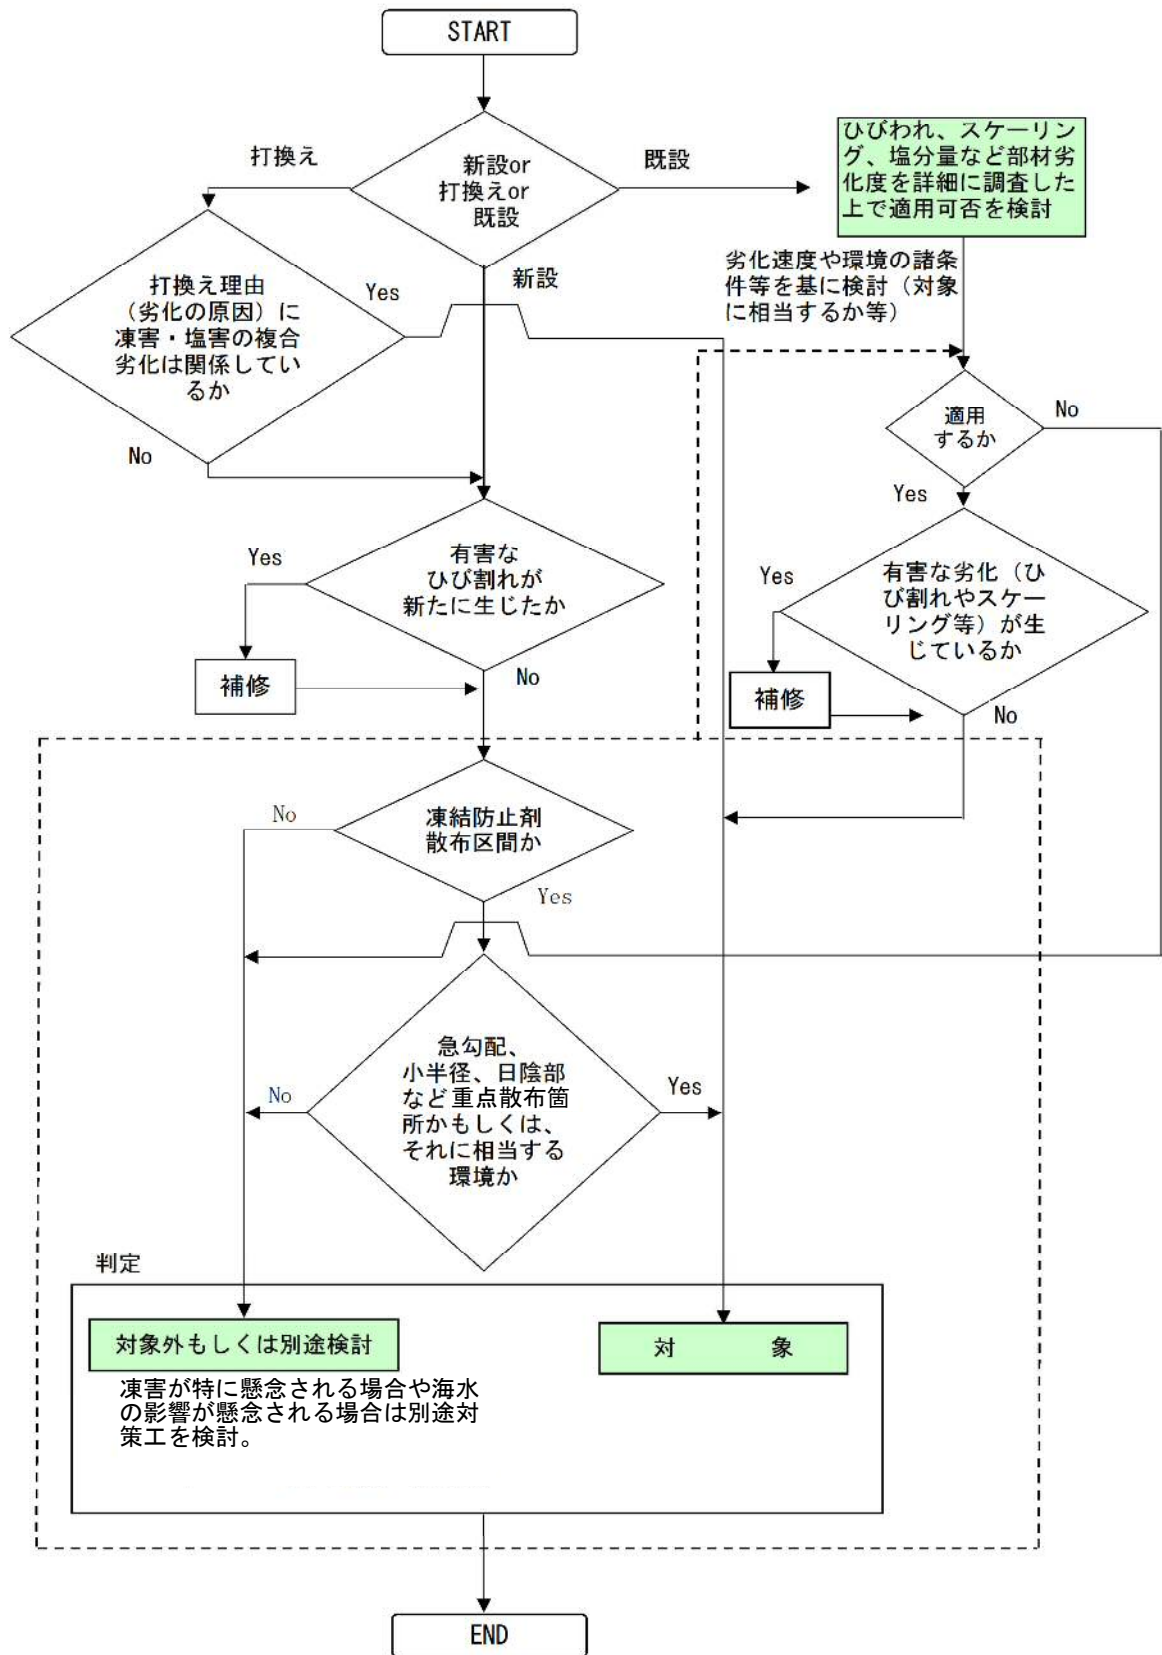 START
打換え
新設or
打換えor
既設
既設
ひびわれ、スケーリン
グ、塩分量など部材劣
化度を詳細に調査した
上で適用可否を検討
新設
劣化速度や環境の諸条
件等を基に検討（対象
に相当するか等）
打換え理由
（劣化の原因）に
凍害・塩害の複合
劣化は関係してい
るか
Yes
No
適用
するか
No
Yes
有害な
ひび割れが
新たに生じたか
Yes
No
補修
有害な劣化（ひ
び割れやスケー
リング等）が生
じているか
Yes
No
補修
凍結防止剤
散布区間か
No
Yes
急勾配、
小半径、日陰部
など重点散布箇
所かもしくは、
それに相当する
環境か
No
Yes
判定
対象外もしくは別途検討
対　　　象
凍害が特に懸念される場合や海水
の影響が懸念される場合は別途対
策工を検討。
END